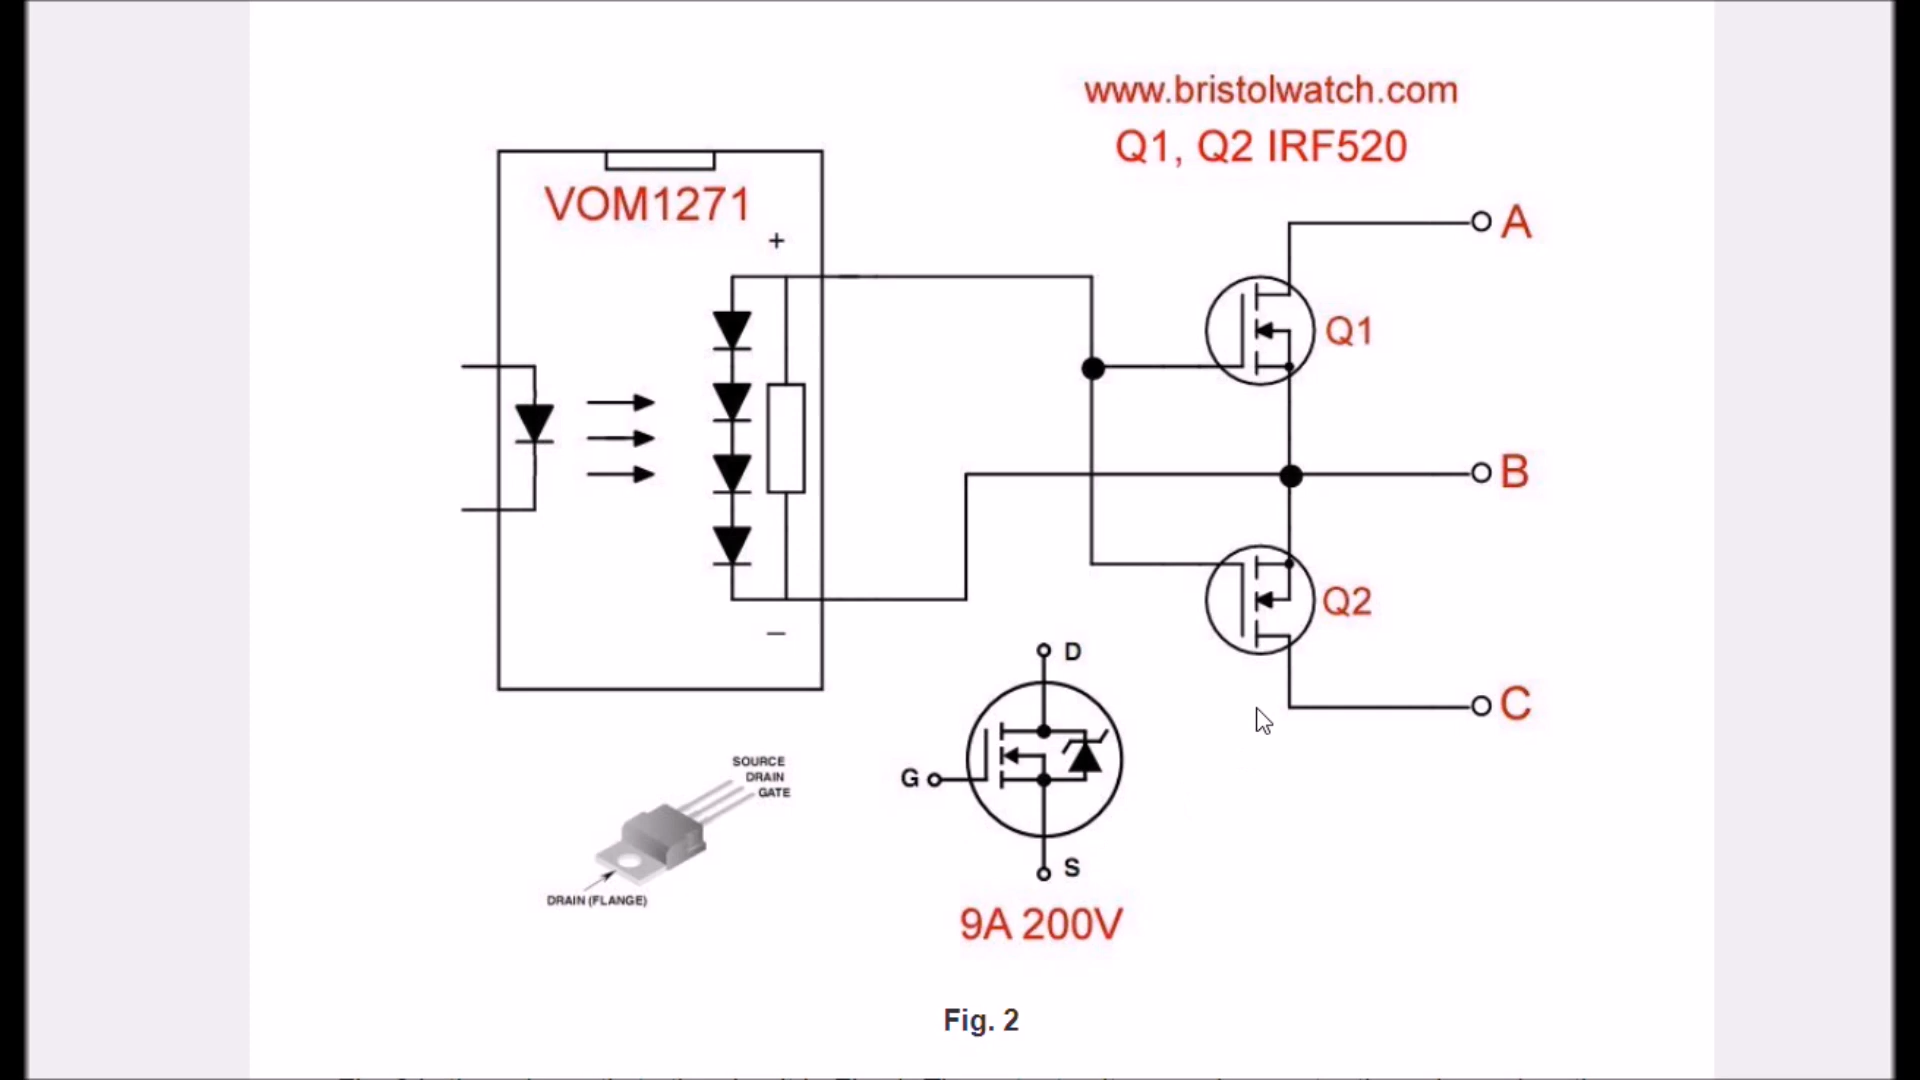 www.bristolwatch.com
Q1, Q2 IRF520
VOM1271
+
A
Q1
B
Q2
–
D
C
SOURCE
DRAIN
GATE
G
S
DRAIN (FLANGE)
9A 200V
Fig. 2